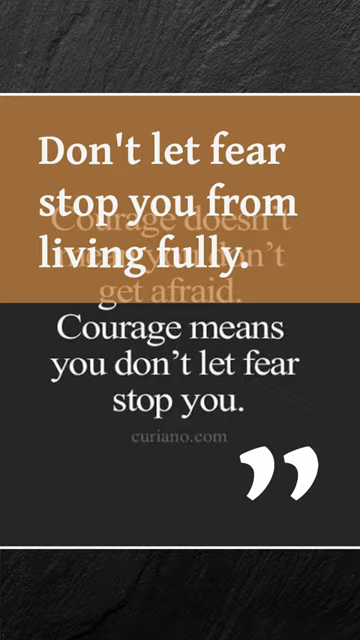 Don't let fear
stop you from
living fully.
Courage doesn't
get afraid.
Courage means
you don’t let fear
stop you.
curiano.com
”